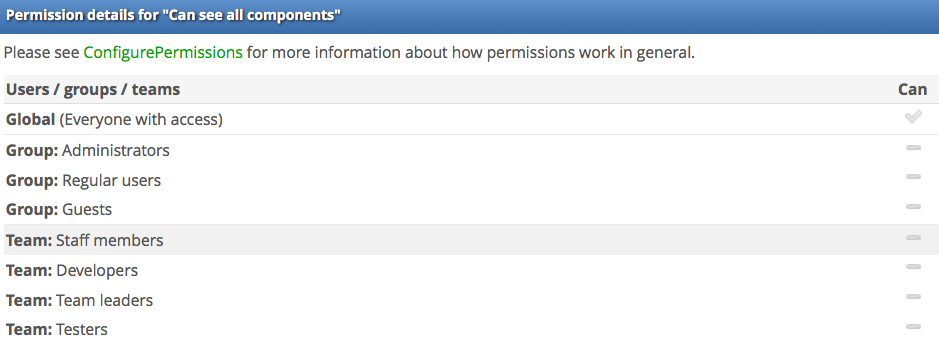 Permission details for "Can see all components"
Please see ConfigurePermissions for more information about how permissions work in general.
Users / groups / teams Can
Global (Everyone with access)
Group: Administrators
Group: Regular users
Group: Guests
Team: Staff members
Team: Developers
Team: Team leaders
Team: Testers